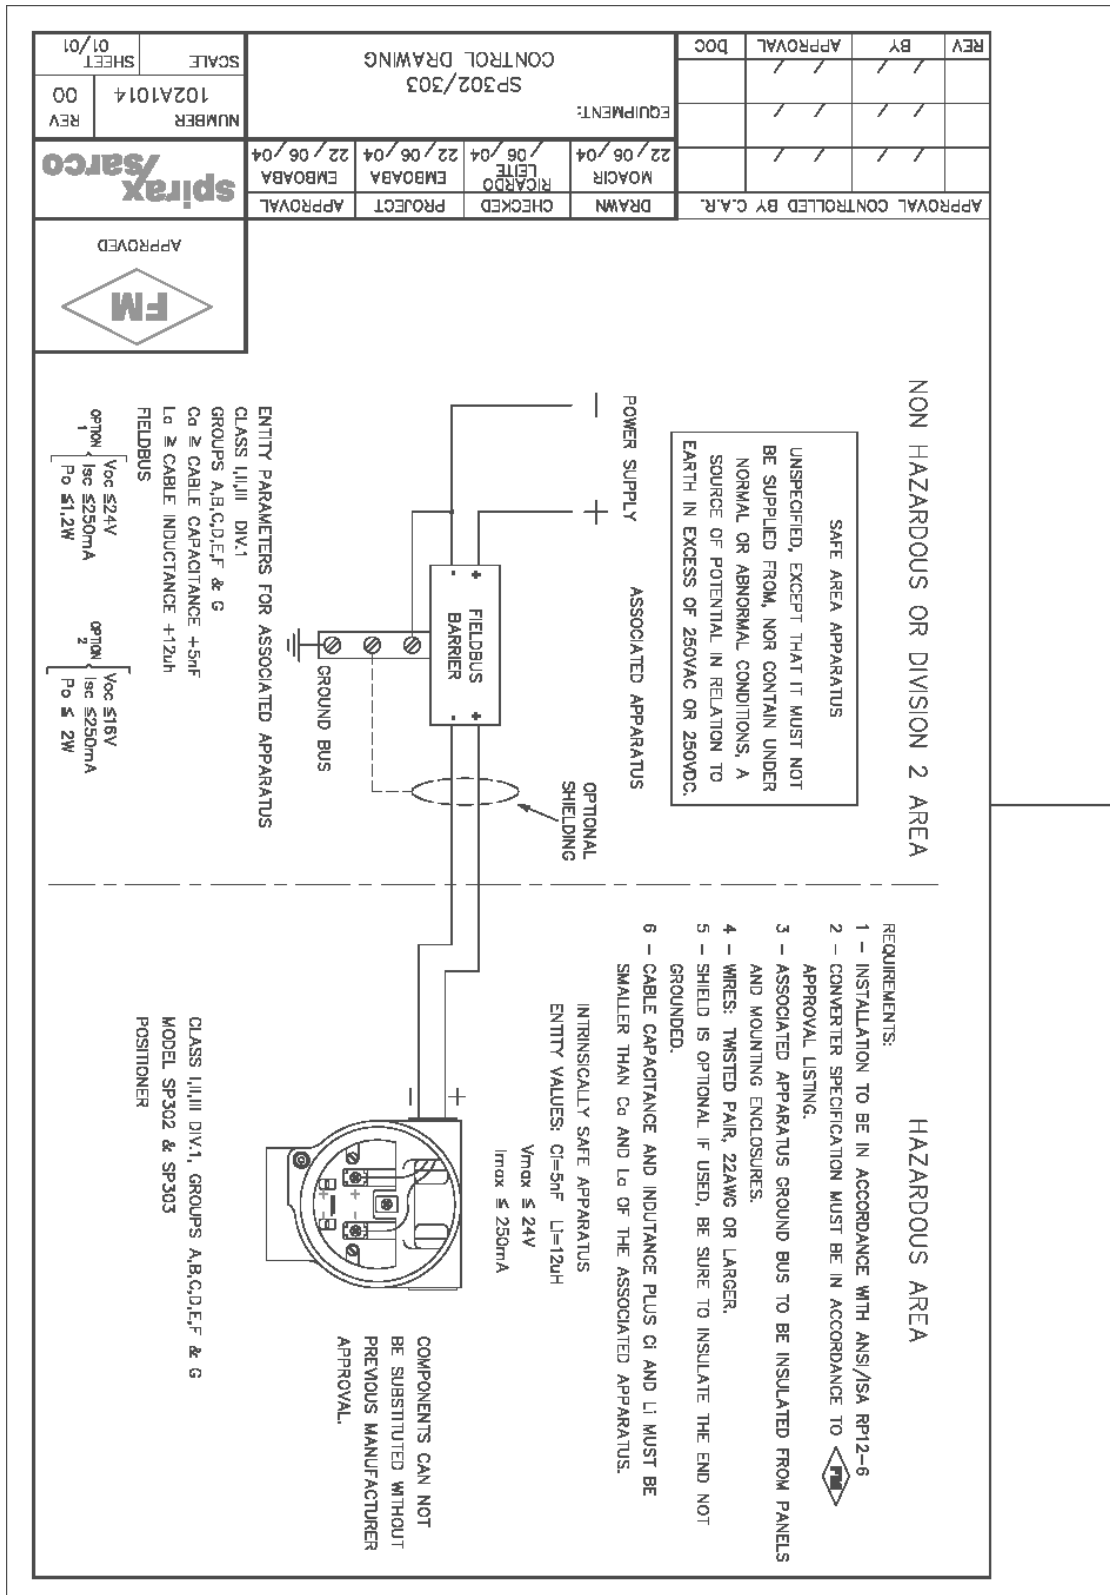 NON HAZARDOUS OR DIVISION 2 AREA
SAFE AREA APPARATUS
UNSPECIFIED, EXCEPT THAT IT MUST NOT
BE SUPPLIED FROM, NOR CONTAIN UNDER
NORMAL OR ABNORMAL CONDITIONS, A
SOURCE OF POTENTIAL IN RELATION TO
EARTH IN EXCESS OF 250VAC OR 250VDC.
POWER SUPPLY
− +
ASSOCIATED APPARATUS
OPTIONAL
SHIELDING
+ +
FIELDBUS
BARRIER
- -
GROUND BUS
ENTITY PARAMETERS FOR ASSOCIATED APPARATUS
CLASS I,II,III DIV.1
GROUPS A,B,C,D,E,F & G
Ca ≥ CABLE CAPACITANCE +5nF
La ≥ CABLE INDUCTANCE +12uh
FIELDBUS
OPTION
1
Voc ≤24V
Isc ≤250mA
Po ≤1,2W
OPTION
2
Voc ≤16V
Isc ≤250mA
Po ≤ 2W
HAZARDOUS AREA
REQUIREMENTS:
1 – INSTALLATION TO BE IN ACCORDANCE WITH ANSI/ISA RP12–6
2 – CONVERTER SPECIFICATION MUST BE IN ACCORDANCE TO FM
APPROVAL LISTING.
3 – ASSOCIATED APPARATUS GROUND BUS TO BE INSULATED FROM PANELS
AND MOUNTING ENCLOSURES.
4 – WIRES: TWISTED PAIR, 22AWG OR LARGER.
5 – SHIELD IS OPTIONAL IF USED, BE SURE TO INSULATE THE END NOT
GROUNDED.
6 – CABLE CAPACITANCE AND INDUTANCE PLUS Ci AND Li MUST BE
SMALLER THAN Ca AND La OF THE ASSOCIATED APPARATUS.
INTRINSICALLY SAFE APPARATUS
ENTITY VALUES: Ci=5nF Li=12uH
Vmax ≤ 24V
Imax ≤ 250mA
+
−
+ +
− −
COMPONENTS CAN NOT
BE SUBSTITUTED WITHOUT
PREVIOUS MANUFACTURER
APPROVAL.
CLASS I,II,III DIV.1, GROUPS A,B,C,D,E,F & G
MODEL SP302 & SP303
POSITIONER
FM
APPROVED
APPROVAL CONTROLLED BY C.A.R.
/ / / /
/ / / /
/ / / /
REV BY APPROVAL DOC
DRAWN CHECKED PROJECT APPROVAL
MOACIR
22/06/04
RICARDO
LEITE
/06/04
EMBOABA
22/06/04
EMBOABA
22/06/04
spirax
/sarco
EQUIPMENT:
SP302/303
CONTROL DRAWING
NUMBER
102A1014
REV
00
SCALE
SHEET
01/01